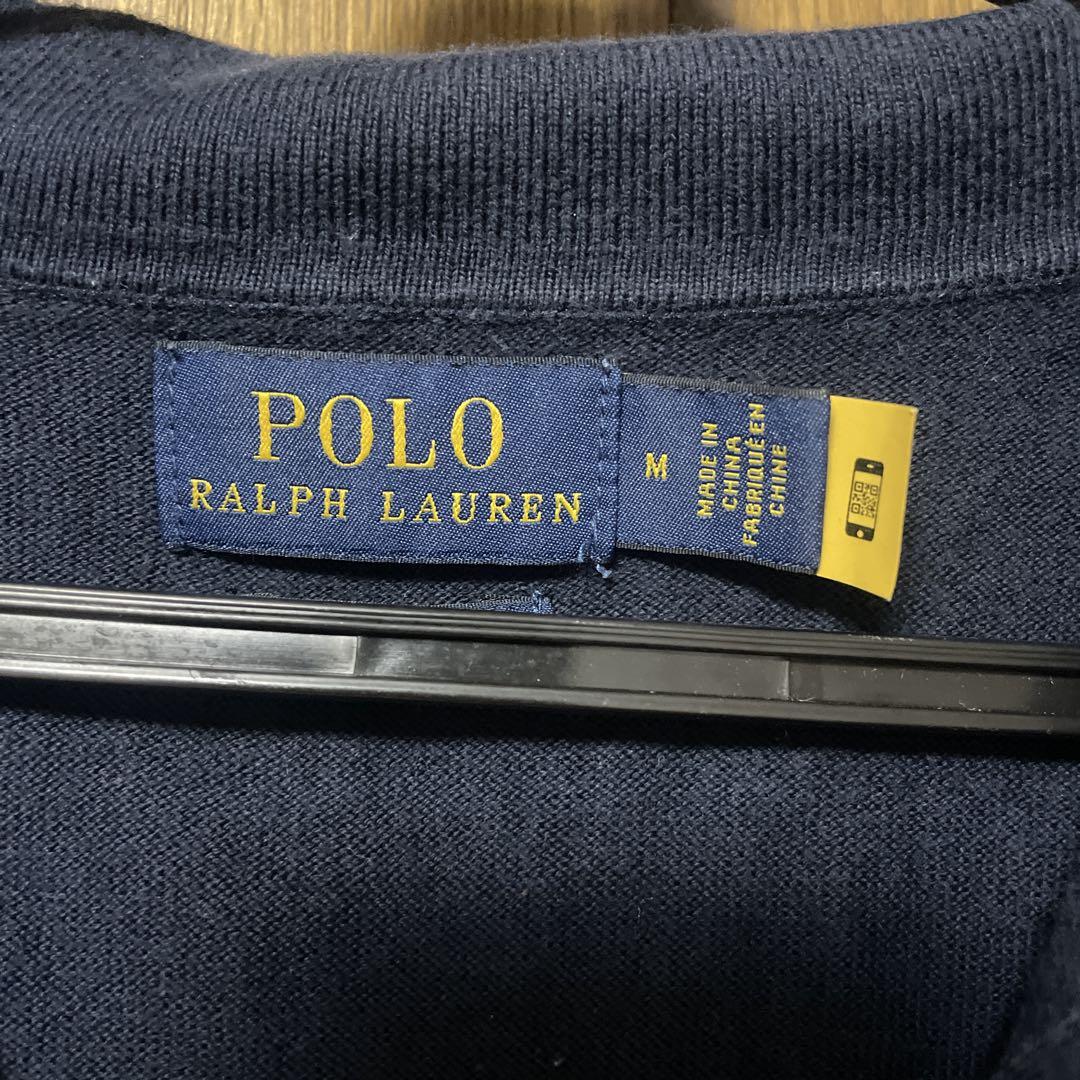 POLO
RALPH LAUREN
M
MADE IN
CHINA
FABRIQUÉ EN
CHINE